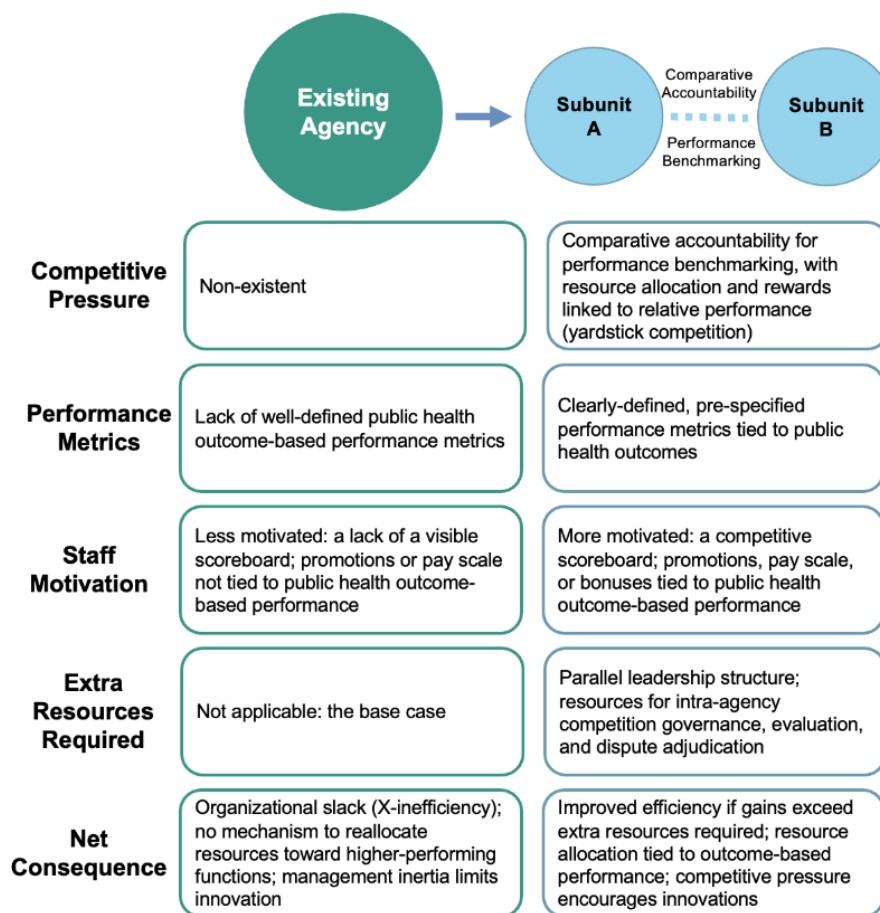 Existing
Agency
Subunit
A
Comparative
Accountability
Performance
Benchmarking
Subunit
B
Competitive
Pressure
Non-existent
Comparative accountability for
performance benchmarking, with
resource allocation and rewards
linked to relative performance
(yardstick competition)
Performance
Metrics
Lack of well-defined public health
outcome-based performance metrics
Clearly-defined, pre-specified
performance metrics tied to public
health outcomes
Staff
Motivation
Less motivated: a lack of a visible
scoreboard; promotions or pay scale
not tied to public health outcome-
based performance
More motivated: a competitive
scoreboard; promotions, pay scale,
or bonuses tied to public health
outcome-based performance
Extra
Resources
Required
Not applicable: the base case
Parallel leadership structure;
resources for intra-agency
competition governance, evaluation,
and dispute adjudication
Net
Consequence
Organizational slack (X-inefficiency);
no mechanism to reallocate
resources toward higher-performing
functions; management inertia limits
innovation
Improved efficiency if gains exceed
extra resources required; resource
allocation tied to outcome-based
performance; competitive pressure
encourages innovations